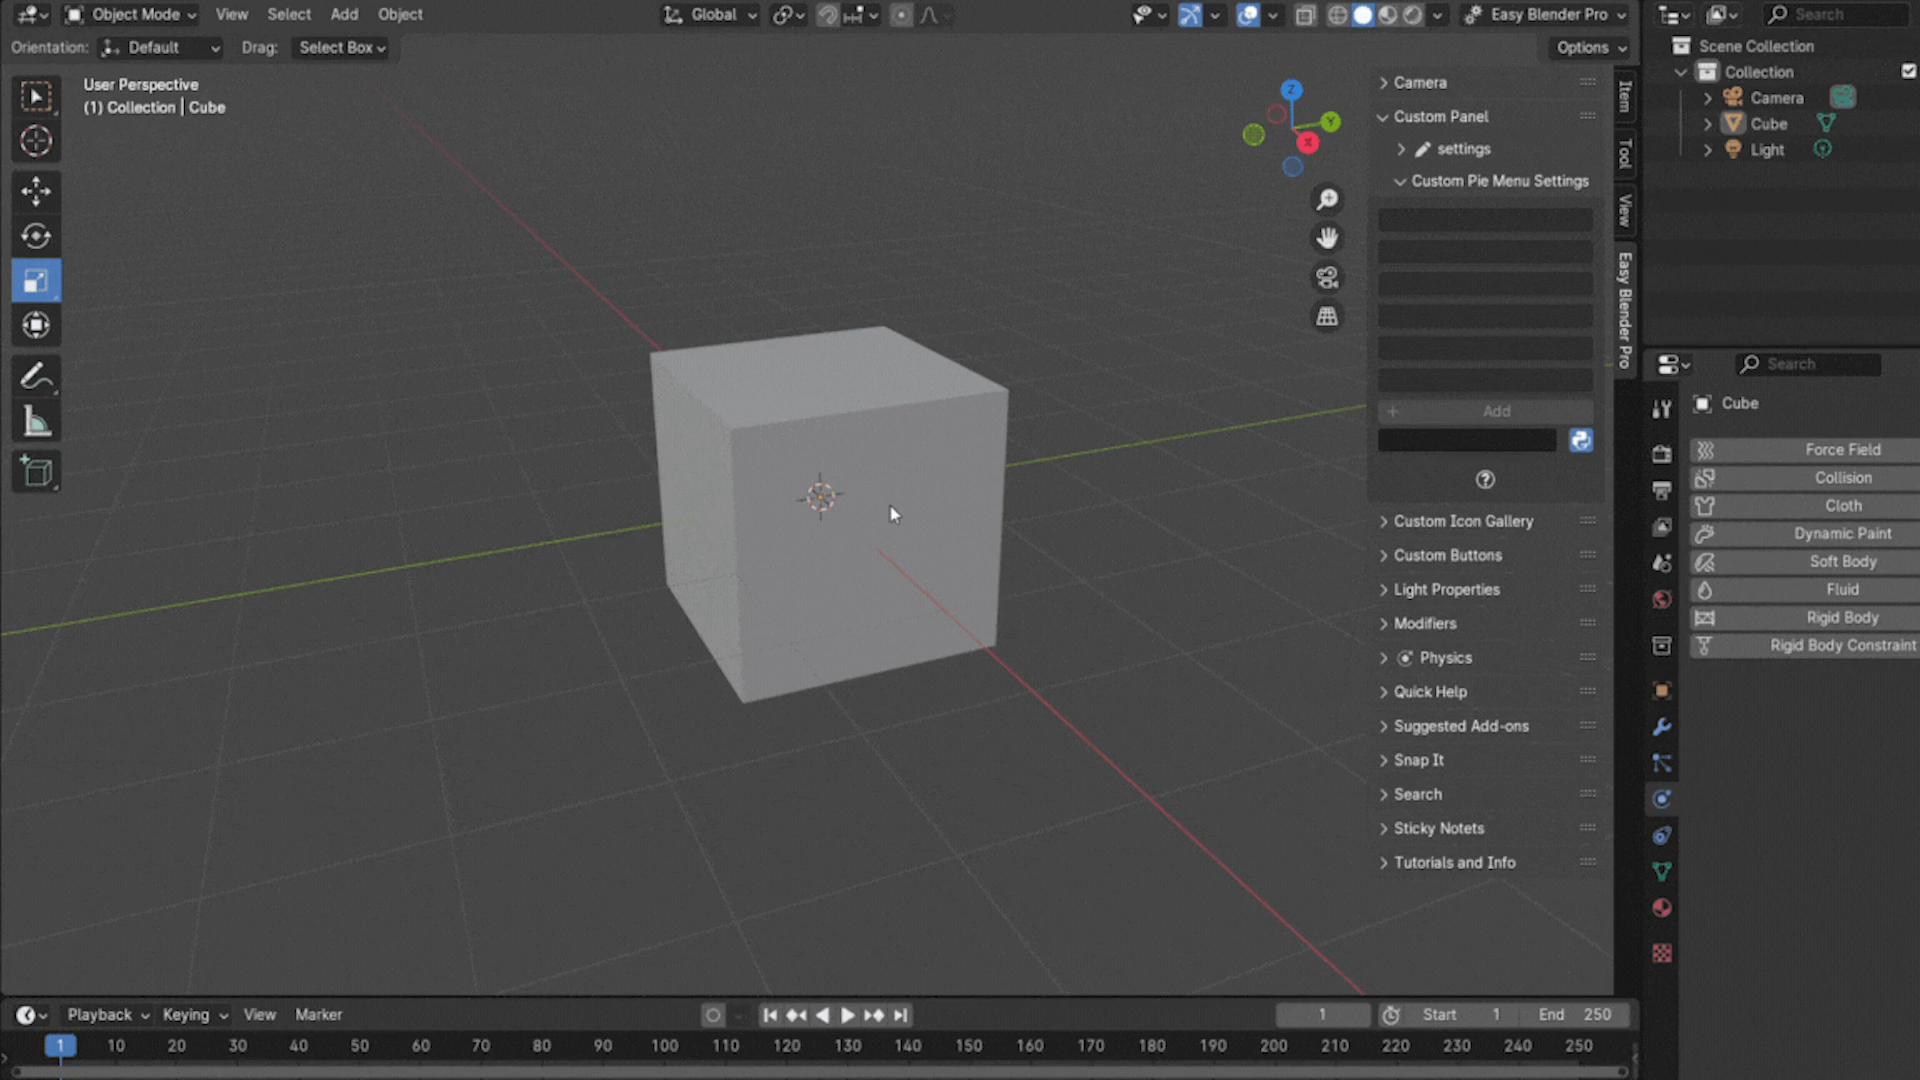 Object Mode View Select Add Object Global Easy Blender Pro Search
Orientation: Default Drag: Select Box Options
User Perspective
(1) Collection | Cube
Z
Y
X
Camera
Custom Panel
settings
Custom Pie Menu Settings
Add
Custom Icon Gallery
Custom Buttons
Light Properties
Modifiers
Physics
Quick Help
Suggested Add-ons
Snap It
Search
Sticky Notets
Tutorials and Info
Item
Tool
View
Easy Blender Pro
Scene Collection
Collection
Camera
Cube
Light
Search
Cube
Force Field
Collision
Cloth
Dynamic Paint
Soft Body
Fluid
Rigid Body
Rigid Body Constraint
Playback Keying View Marker 1 Start 1 End 250
1 10 20 30 40 50 60 70 80 90 100 110 120 130 140 150 160 170 180 190 200 210 220 230 240 250